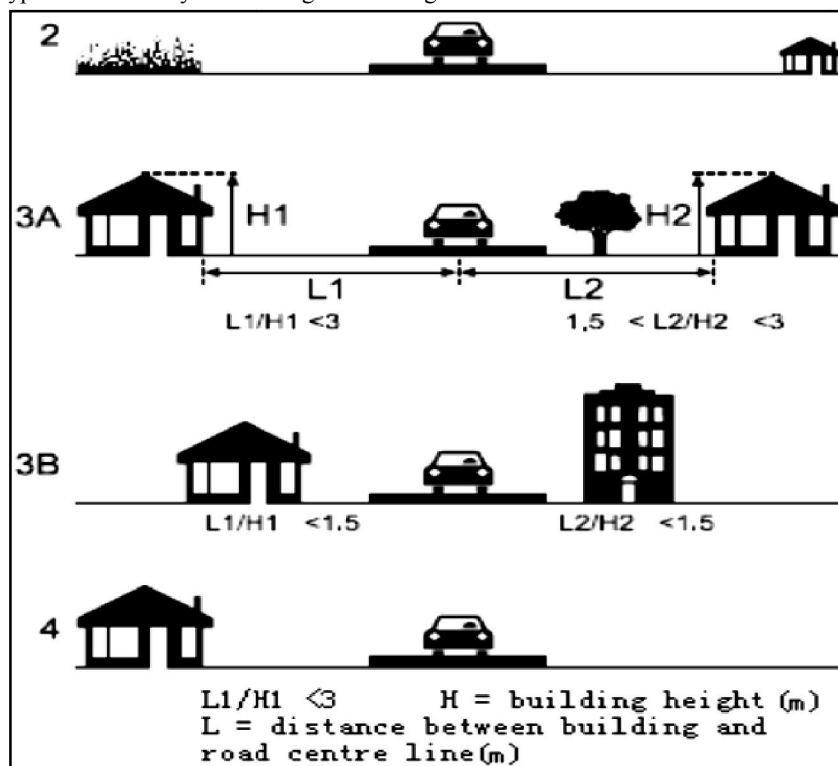 2
3A
H1
H2
L1
L2
L1/H1 <3
1.5 < L2/H2 <3
3B
L1/H1 <1.5
L2/H2 <1.5
4
L1/H1 <3 H = building height (m)
L = distance between building and
road centre line(m)